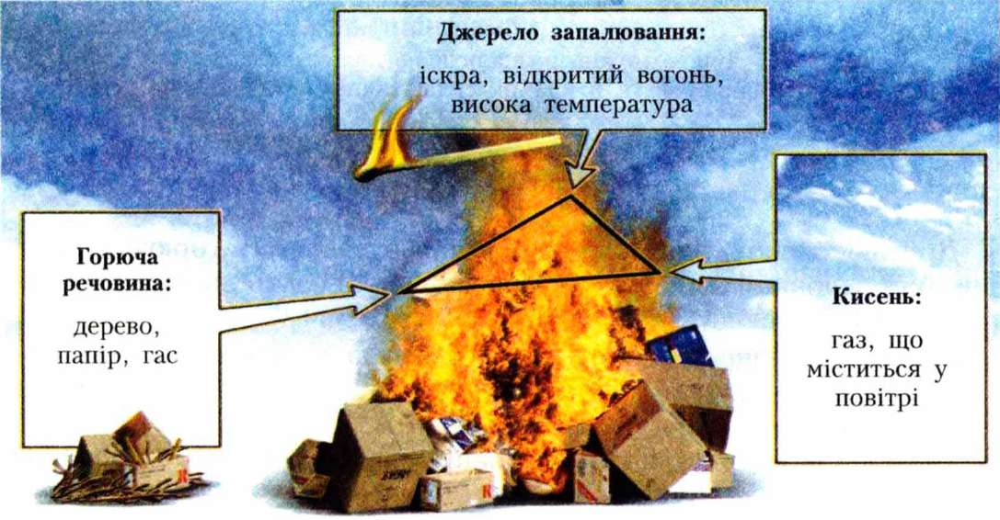 Джерело запалювання:
іскра, відкритий вогонь,
висока температура
Горюча
речовина:
дерево,
папір, гас
Кисень:
газ, що
міститься у
повітрі